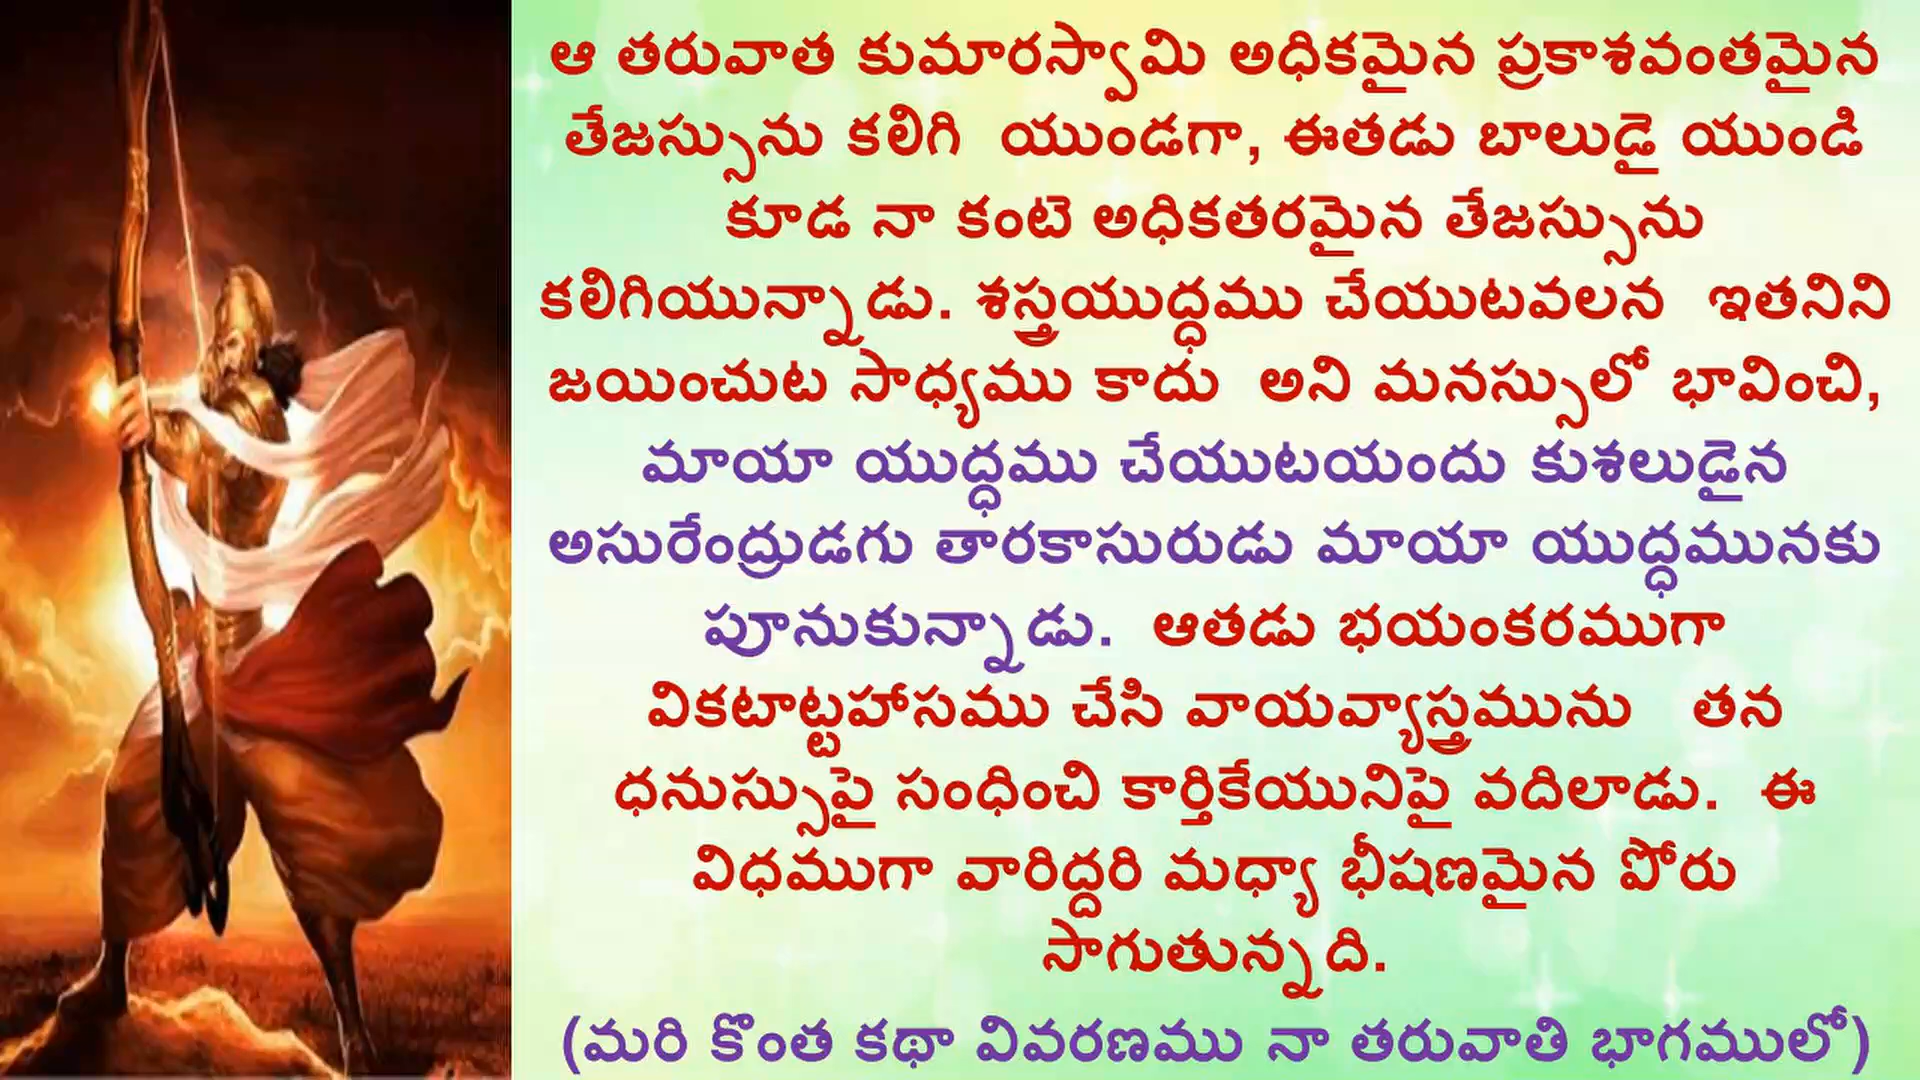 ఆ తరువాత కుమారస్వామి అధికమైన ప్రకాశవంతమైన
తేజస్సును కలిగి యుండగా, ఈతడు బాలుడై యుండి
కూడ నా కంటె అధికతరమైన తేజస్సును
కలిగియున్నాడు. శస్త్రయుద్ధము చేయుటవలన ఇతనిని
జయించుట సాధ్యము కాదు అని మనస్సులో భావించి,
మాయా యుద్ధము చేయుటయందు కుశలుడైన
అసురేంద్రుడగు తారకాసురుడు మాయా యుద్ధమునకు
పూనుకున్నాడు. ఆతడు భయంకరముగా
వికటాట్టహాసము చేసి వాయవ్యాస్త్రమును తన
ధనుస్సుపై సంధించి కార్తికేయునిపై వదిలాడు. ఈ
విధముగా వారిద్దరి మధ్యా భీషణమైన పోరు
సాగుతున్నది.
(మరి కొంత కథా వివరణము నా తరువాతి భాగములో)